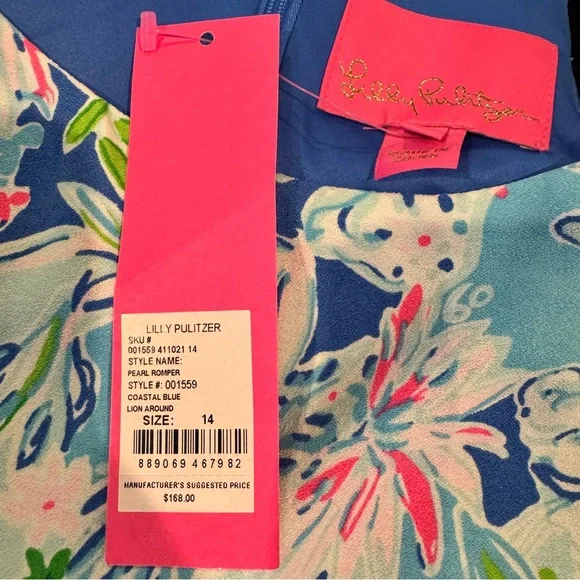 Lilly Pulitzer
LILLY PULITZER
SKU #
001559 411021 14
STYLE NAME:
PEARL ROMPER
STYLE #: 001559
COASTAL BLUE
LION AROUND
SIZE: 14
889069 467982
MANUFACTURER'S SUGGESTED PRICE
$168.00